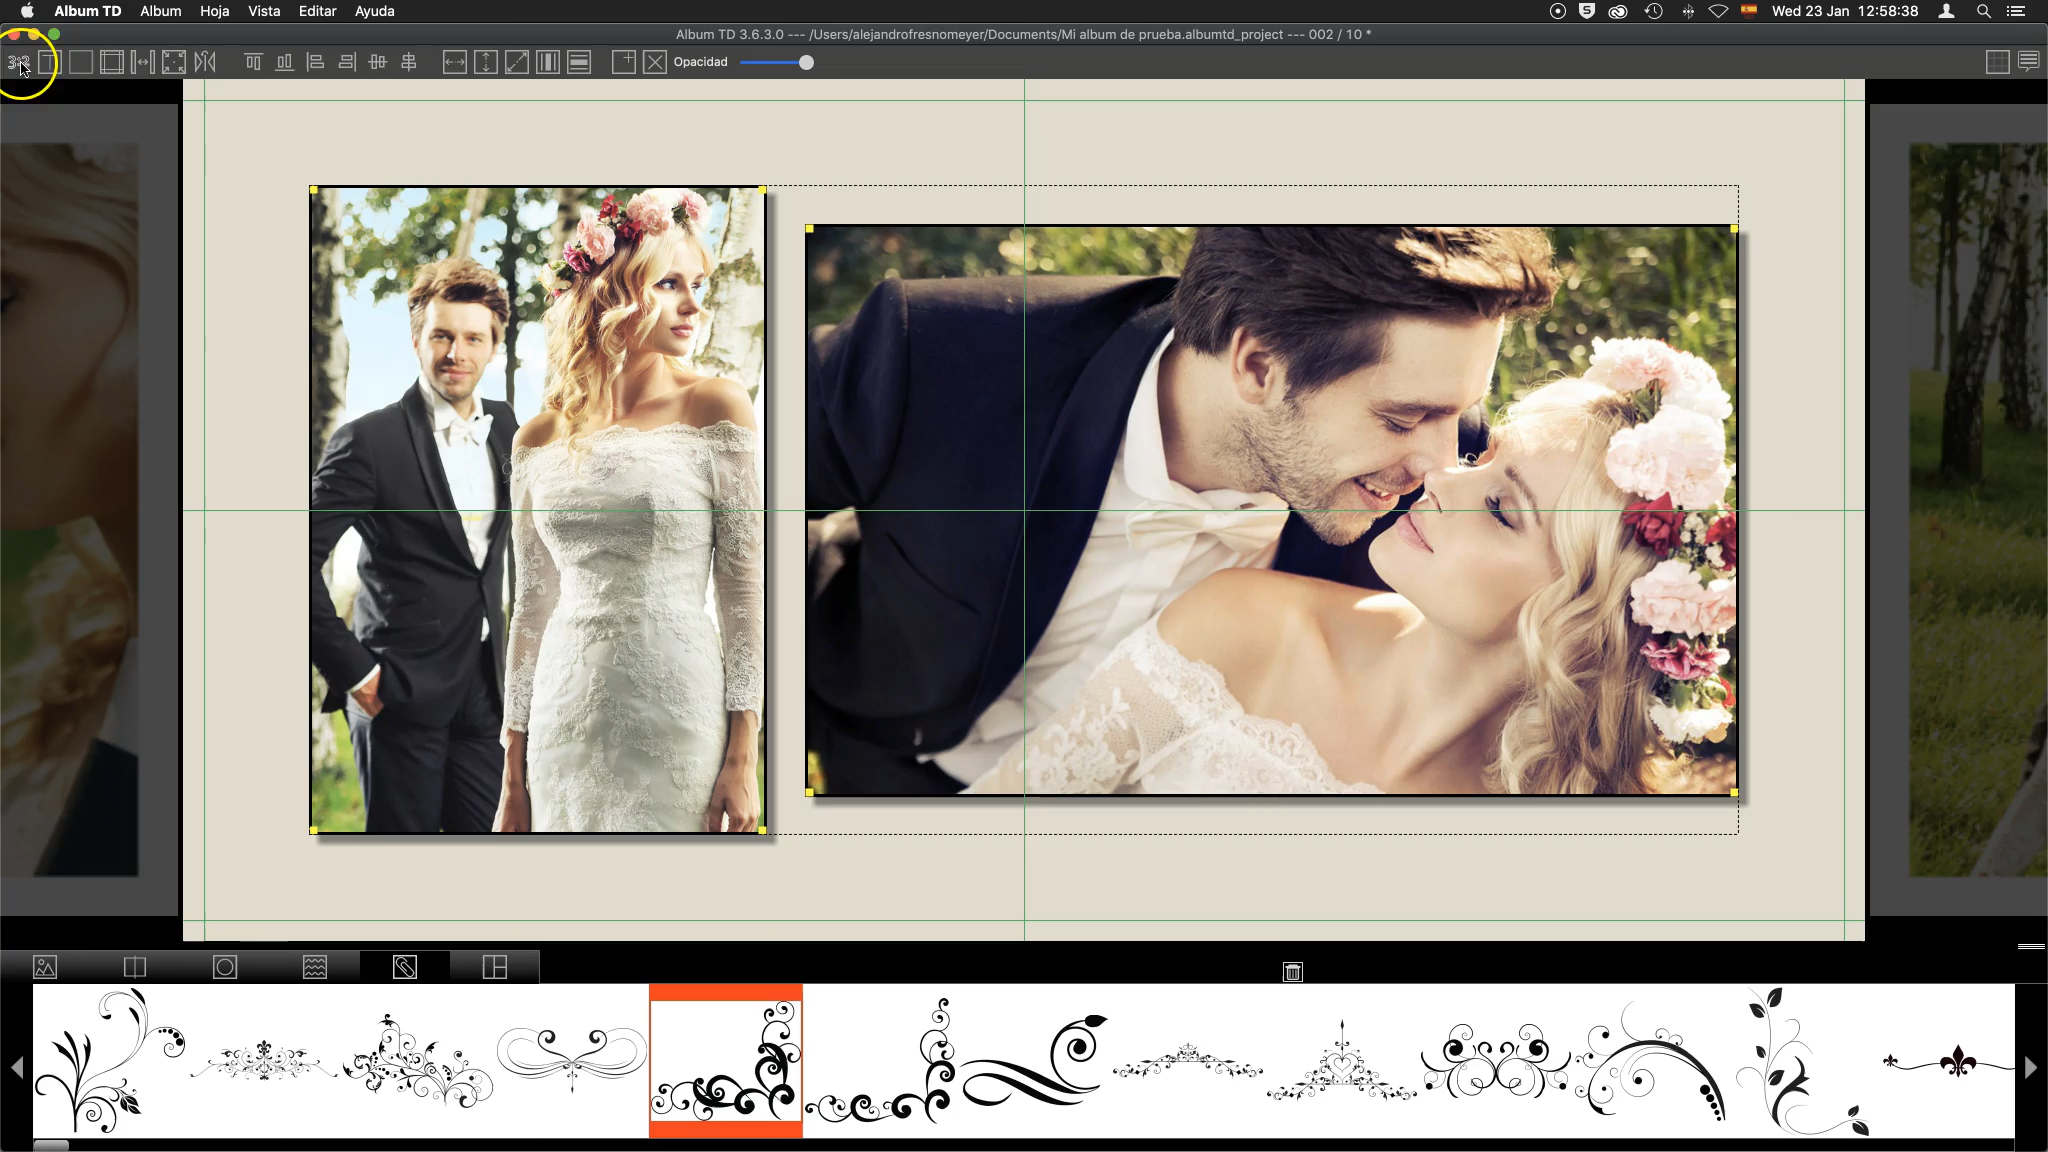 Album TD Album Hoja Vista Editar Ayuda Wed 23 Jan 12:58:38
Album TD 3.6.3.0 --- /Users/alejandrofresnomeyer/Documents/Mi album de prueba.albumtd_project --- 002 / 10 *
Opacidad